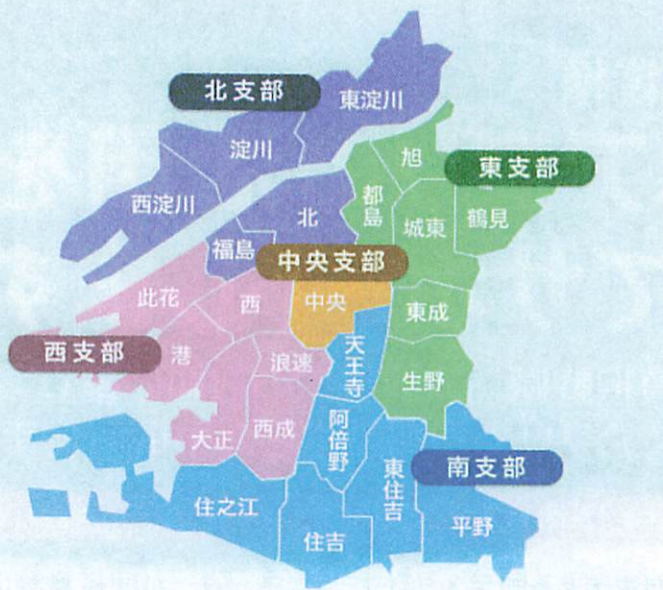 北支部
東淀川
淀川
旭
東支部
西淀川
北
都島
城東
鶴見
福島
中央支部
此花
西
中央
東成
西支部
港
浪速
天王寺
生野
大正
西成
阿倍野
東住吉
南支部
住之江
住吉
平野